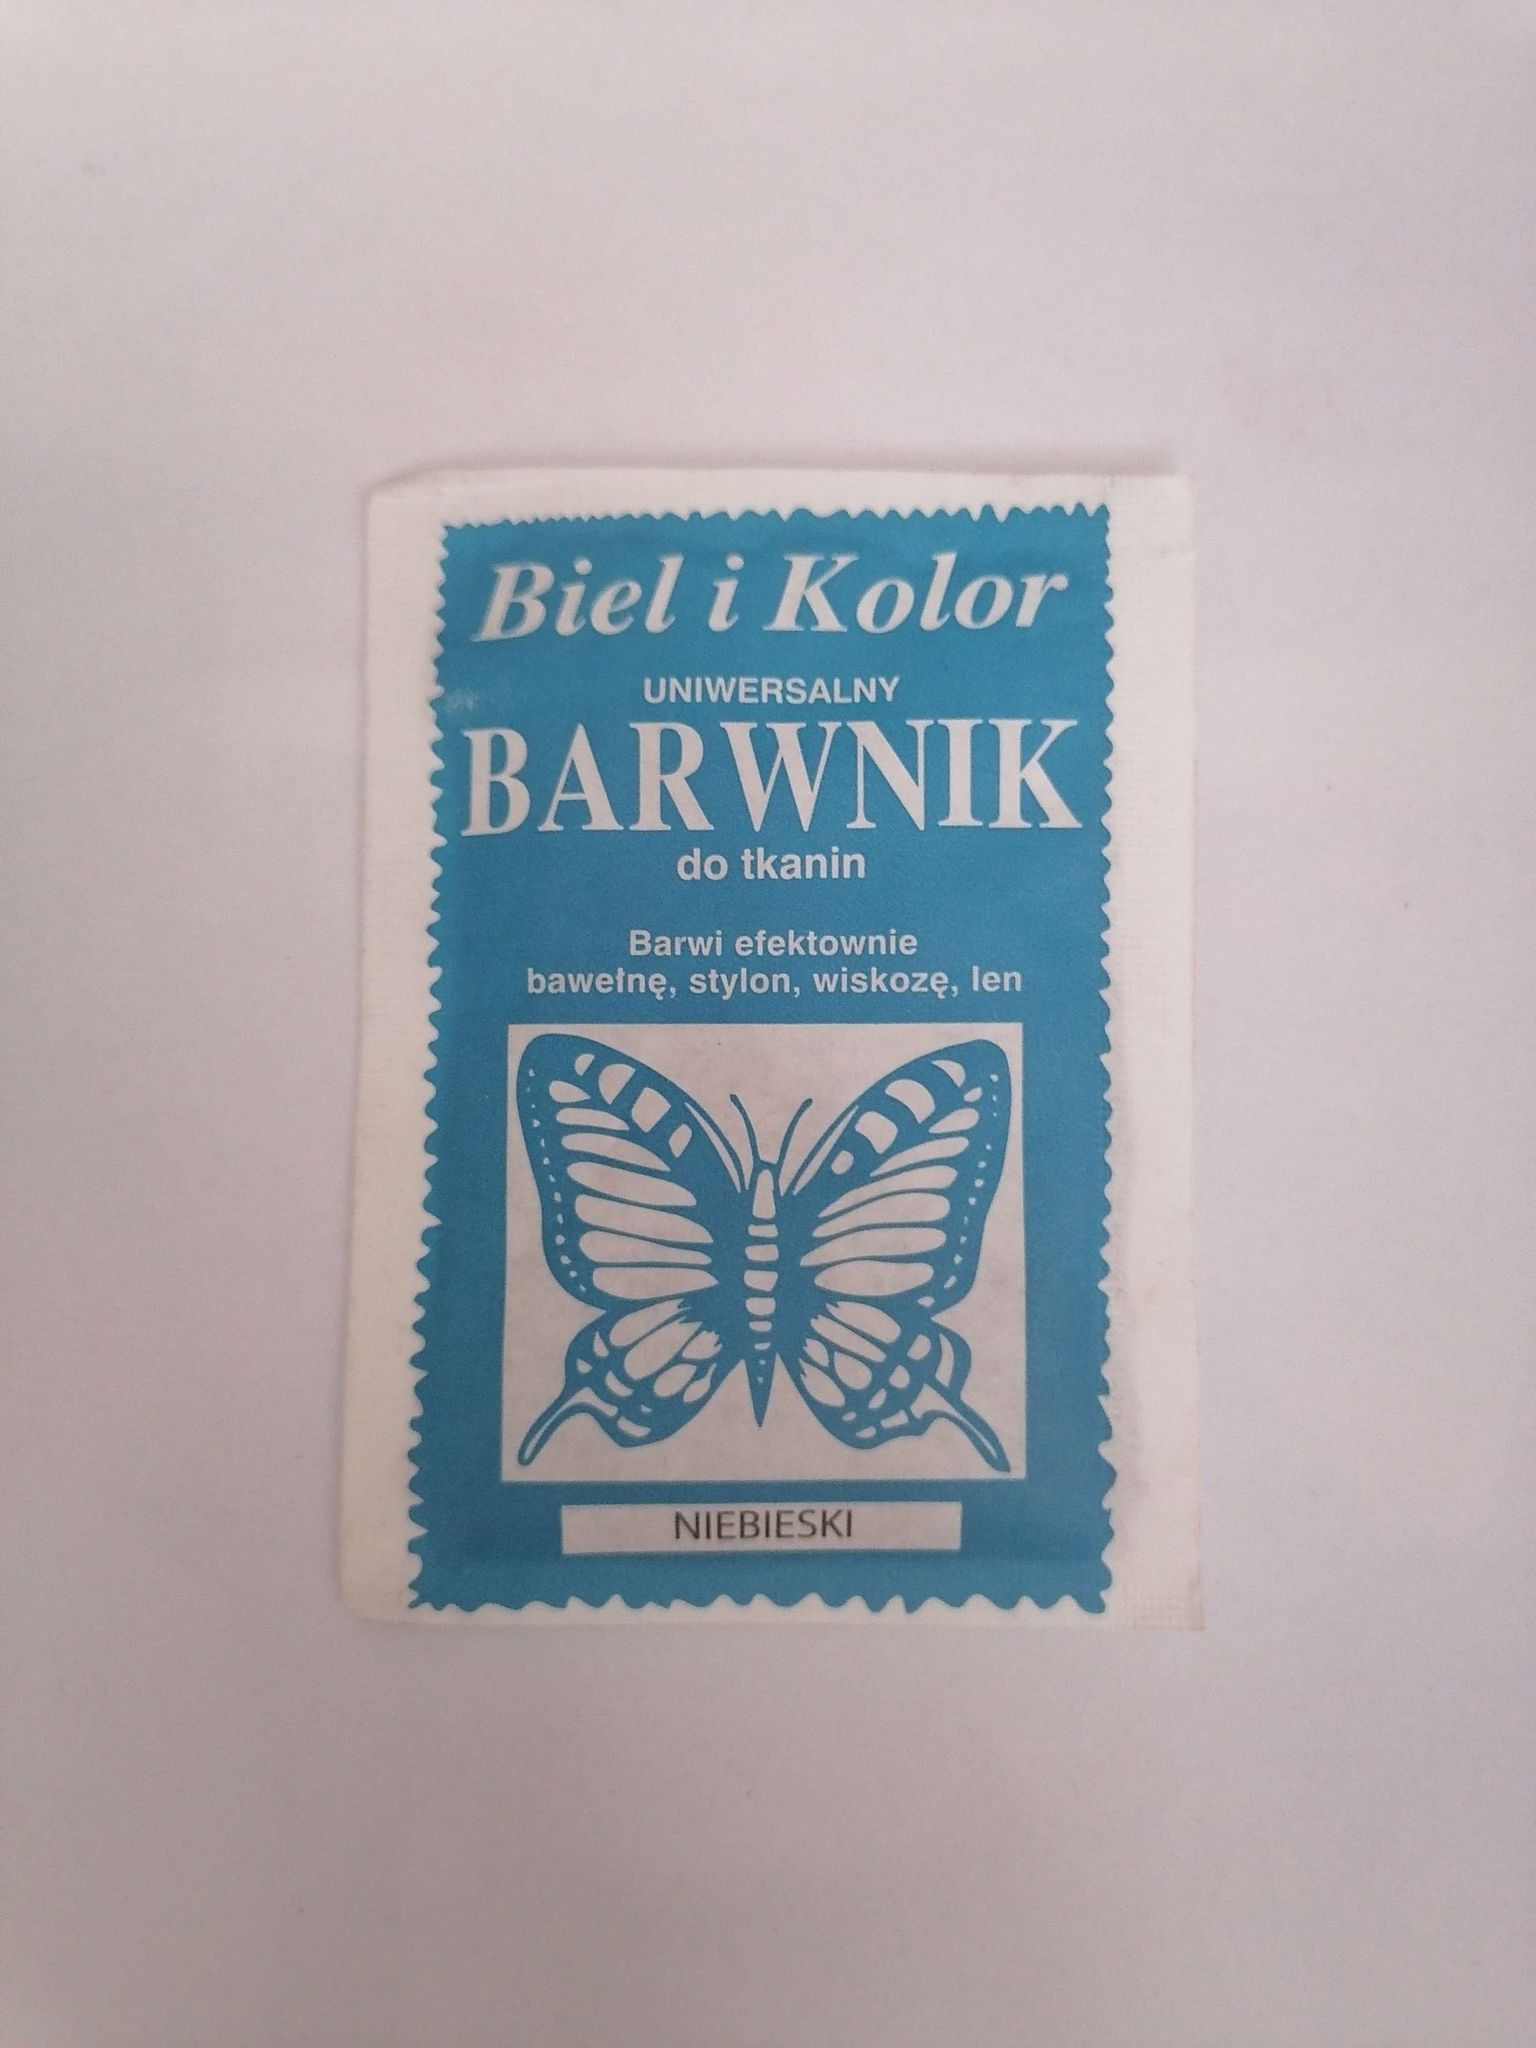 Biel i Kolor
UNIWERSALNY
BARWNIK
do tkanin
Barwi efektownie
bawełnę, stylon, wiskozę, len
NIEBIESKI